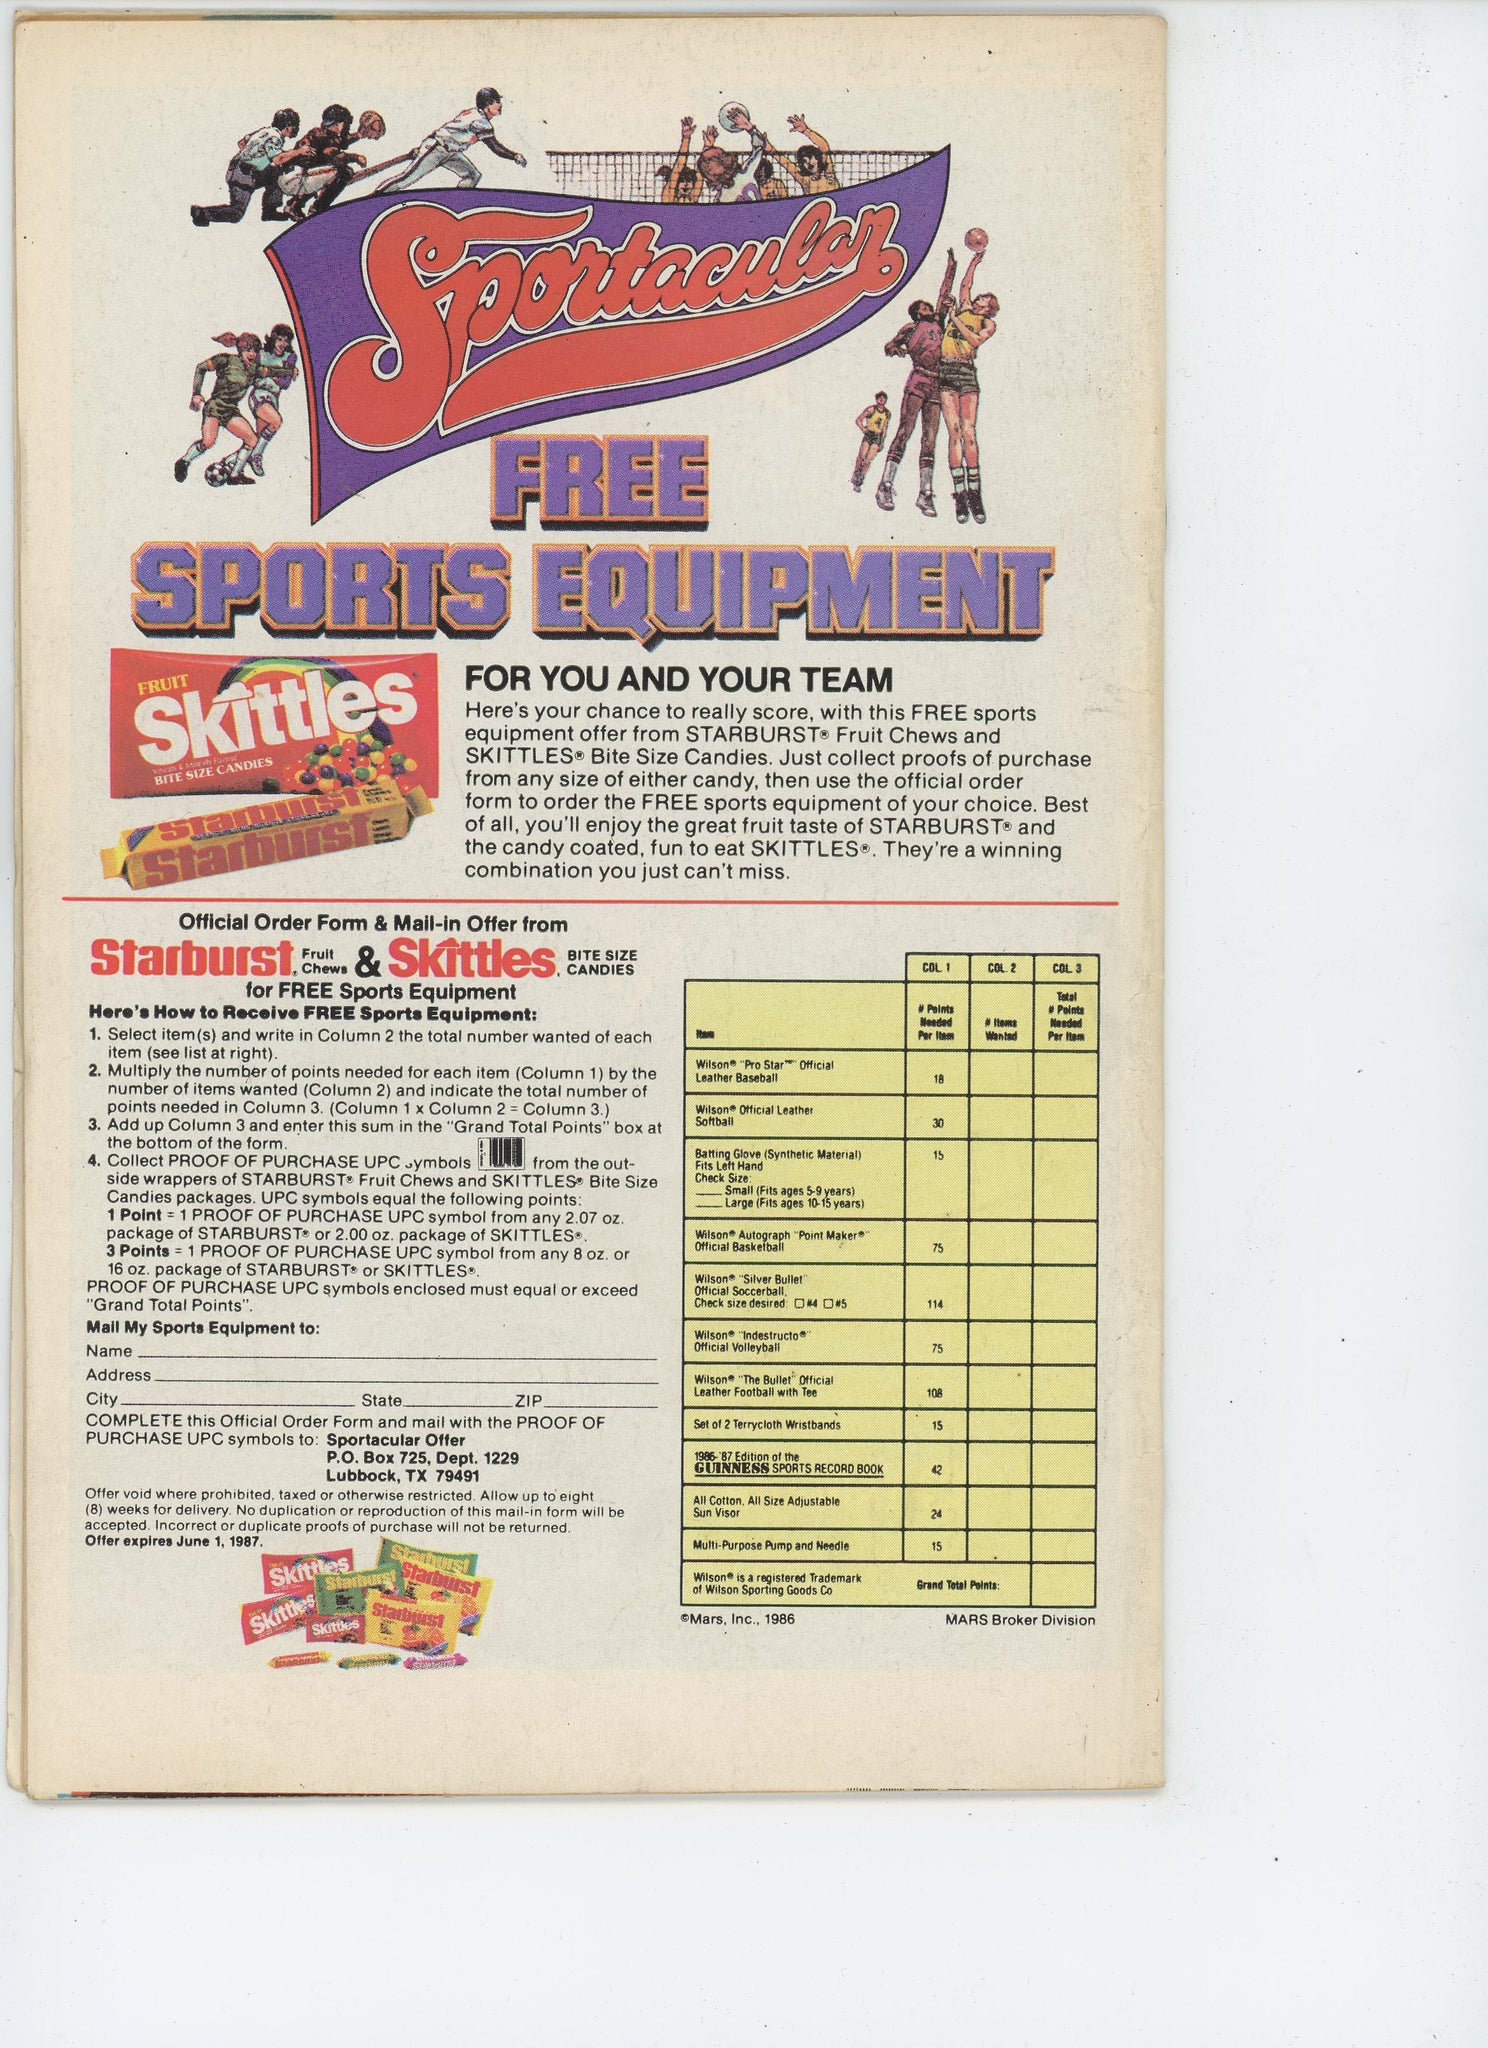 Sportacular
FREE
SPORTS EQUIPMENT
FRUIT
Skittles
BITE SIZE CANDIES
Starburst
Starburst
FOR YOU AND YOUR TEAM
Here's your chance to really score, with this FREE sports
equipment offer from STARBURST® Fruit Chews and
SKITTLES® Bite Size Candies. Just collect proofs of purchase
from any size of either candy, then use the official order
form to order the FREE sports equipment of your choice. Best
of all, you'll enjoy the great fruit taste of STARBURST® and
the candy coated, fun to eat SKITTLES®. They're a winning
combination you just can't miss.
Official Order Form & Mail-in Offer from
Starburst® Fruit Chews & Skittles® BITE SIZE CANDIES
for FREE Sports Equipment
Here's How to Receive FREE Sports Equipment:
1. Select item(s) and write in Column 2 the total number wanted of each
item (see list at right).
2. Multiply the number of points needed for each item (Column 1) by the
number of items wanted (Column 2) and indicate the total number of
points needed in Column 3. (Column 1 x Column 2 = Column 3.)
3. Add up Column 3 and enter this sum in the "Grand Total Points" box at
the bottom of the form.
4. Collect PROOF OF PURCHASE UPC symbols from the out-
side wrappers of STARBURST® Fruit Chews and SKITTLES® Bite Size
Candies packages. UPC symbols equal the following points:
1 Point = 1 PROOF OF PURCHASE UPC symbol from any 2.07 oz.
package of STARBURST® or 2.00 oz. package of SKITTLES®.
3 Points = 1 PROOF OF PURCHASE UPC symbol from any 8 oz. or
16 oz. package of STARBURST® or SKITTLES®.
PROOF OF PURCHASE UPC symbols enclosed must equal or exceed
"Grand Total Points".
Mail My Sports Equipment to:
Name
Address
City State ZIP
COMPLETE this Official Order Form and mail with the PROOF OF
PURCHASE UPC symbols to: Sportacular Offer
P.O. Box 725, Dept. 1229
Lubbock, TX 79491
Offer void where prohibited, taxed or otherwise restricted. Allow up to eight
(8) weeks for delivery. No duplication or reproduction of this mail-in form will be
accepted. Incorrect or duplicate proofs of purchase will not be returned.
Offer expires June 1, 1987.
Skittles
Starburst
Starburst
Starburst
Skittles
Skittles
Starburst
COL. 1 COL. 2 COL. 3
Item # Points Needed Per Item # Items Wanted Total # Points Needed Per Item
Wilson® "Pro Star™" Official
Leather Baseball 18
Wilson® Official Leather
Softball 30
Batting Glove (Synthetic Material) 15
Fits Left Hand
Check Size:
Small (Fits ages 5-9 years)
Large (Fits ages 10-15 years)
Wilson® Autograph "Point Maker®"
Official Basketball 75
Wilson® "Silver Bullet"
Official Soccerball,
Check size desired: ☐ #4 ☐ #5 114
Wilson® "Indestructo®"
Official Volleyball 75
Wilson® "The Bullet" Official
Leather Football with Tee 108
Set of 2 Terrycloth Wristbands 15
1986-'87 Edition of the
GUINNESS SPORTS RECORD BOOK 42
All Cotton, All Size Adjustable
Sun Visor 24
Multi-Purpose Pump and Needle 15
Wilson® is a registered Trademark
of Wilson Sporting Goods Co Grand Total Points:
©Mars, Inc., 1986 MARS Broker Division